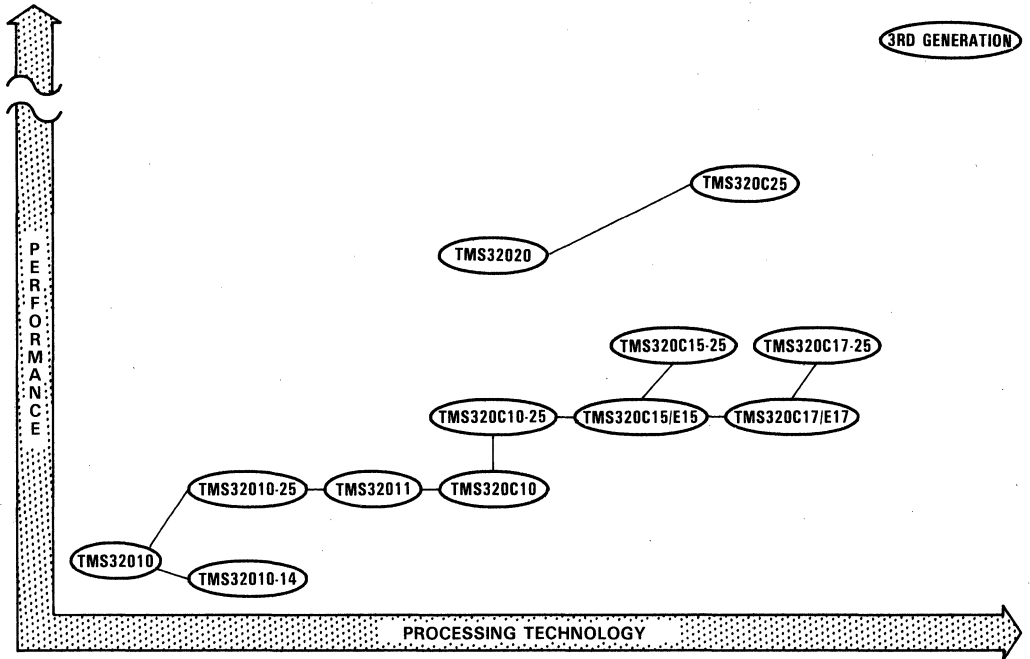 3RD GENERATION
TMS320C25
TMS32020
PERFORMANCE
TMS320C15-25
TMS320C17-25
TMS320C10-25
TMS320C15/E15
TMS320C17/E17
TMS32010-25
TMS32011
TMS320C10
TMS32010
TMS32010-14
PROCESSING TECHNOLOGY